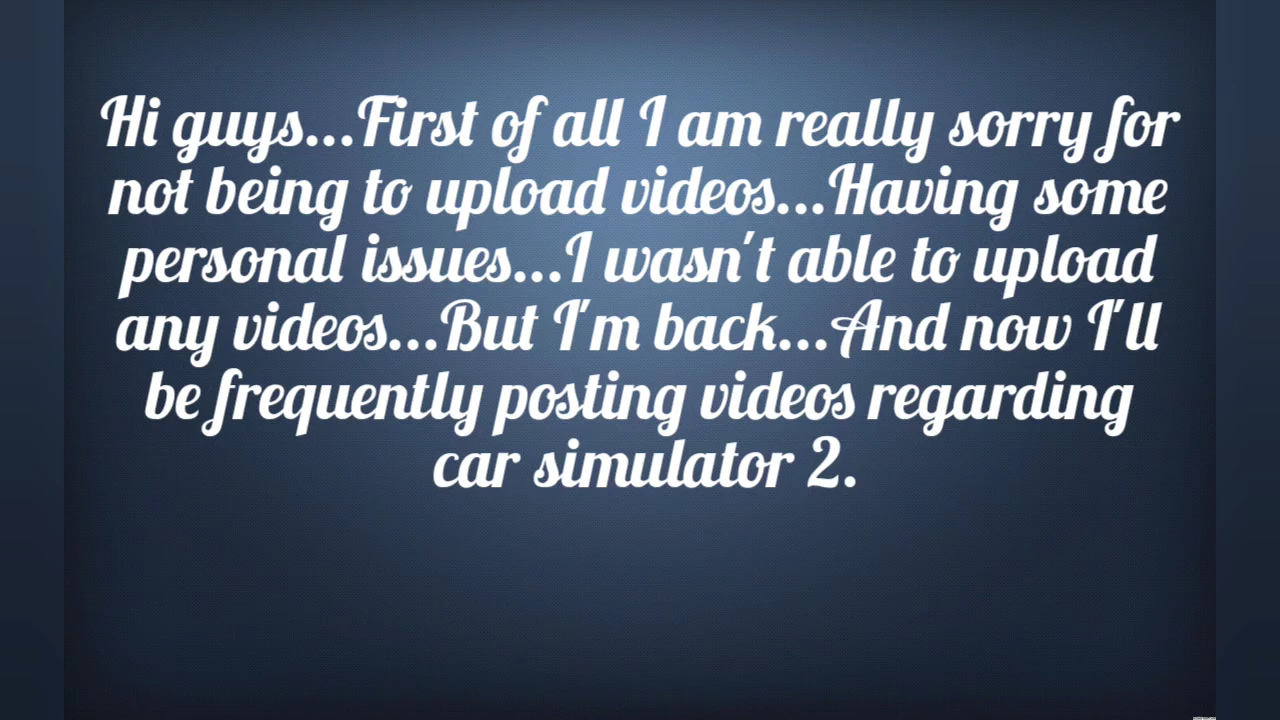 Hi guys...First of all I am really sorry for
not being to upload videos...Having some
personal issues...I wasn't able to upload
any videos...But I'm back...And now I'll
be frequently posting videos regarding
car simulator 2.